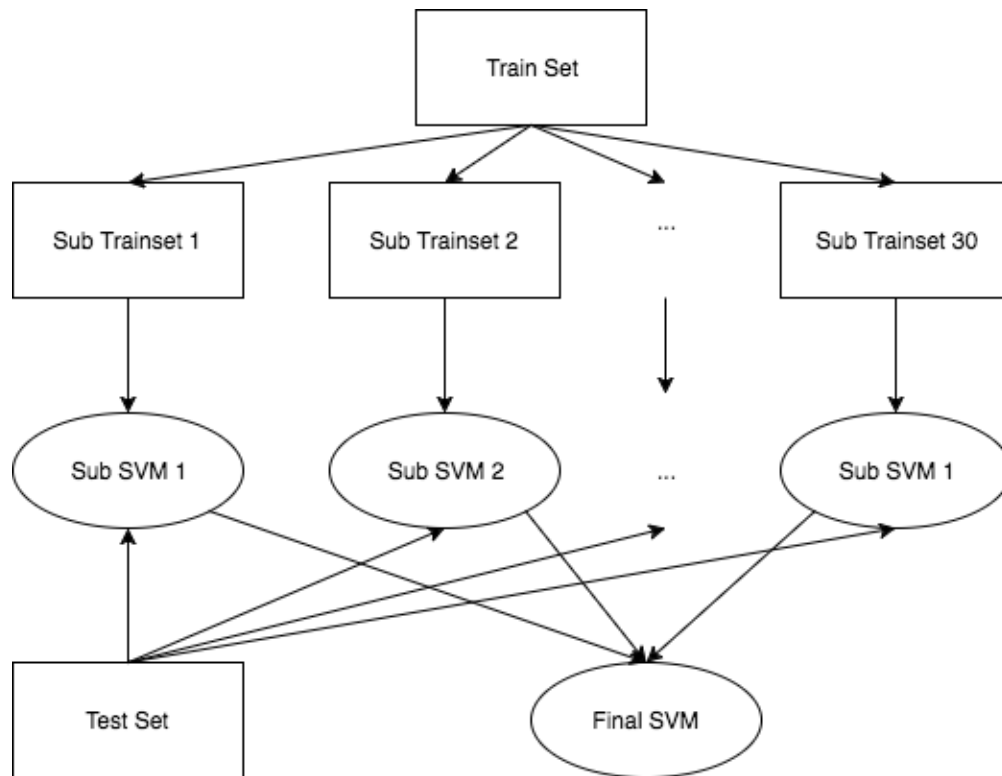 Train Set
Sub Trainset 1
Sub Trainset 2
...
Sub Trainset 30
Sub SVM 1
Sub SVM 2
...
Sub SVM 1
Test Set
Final SVM